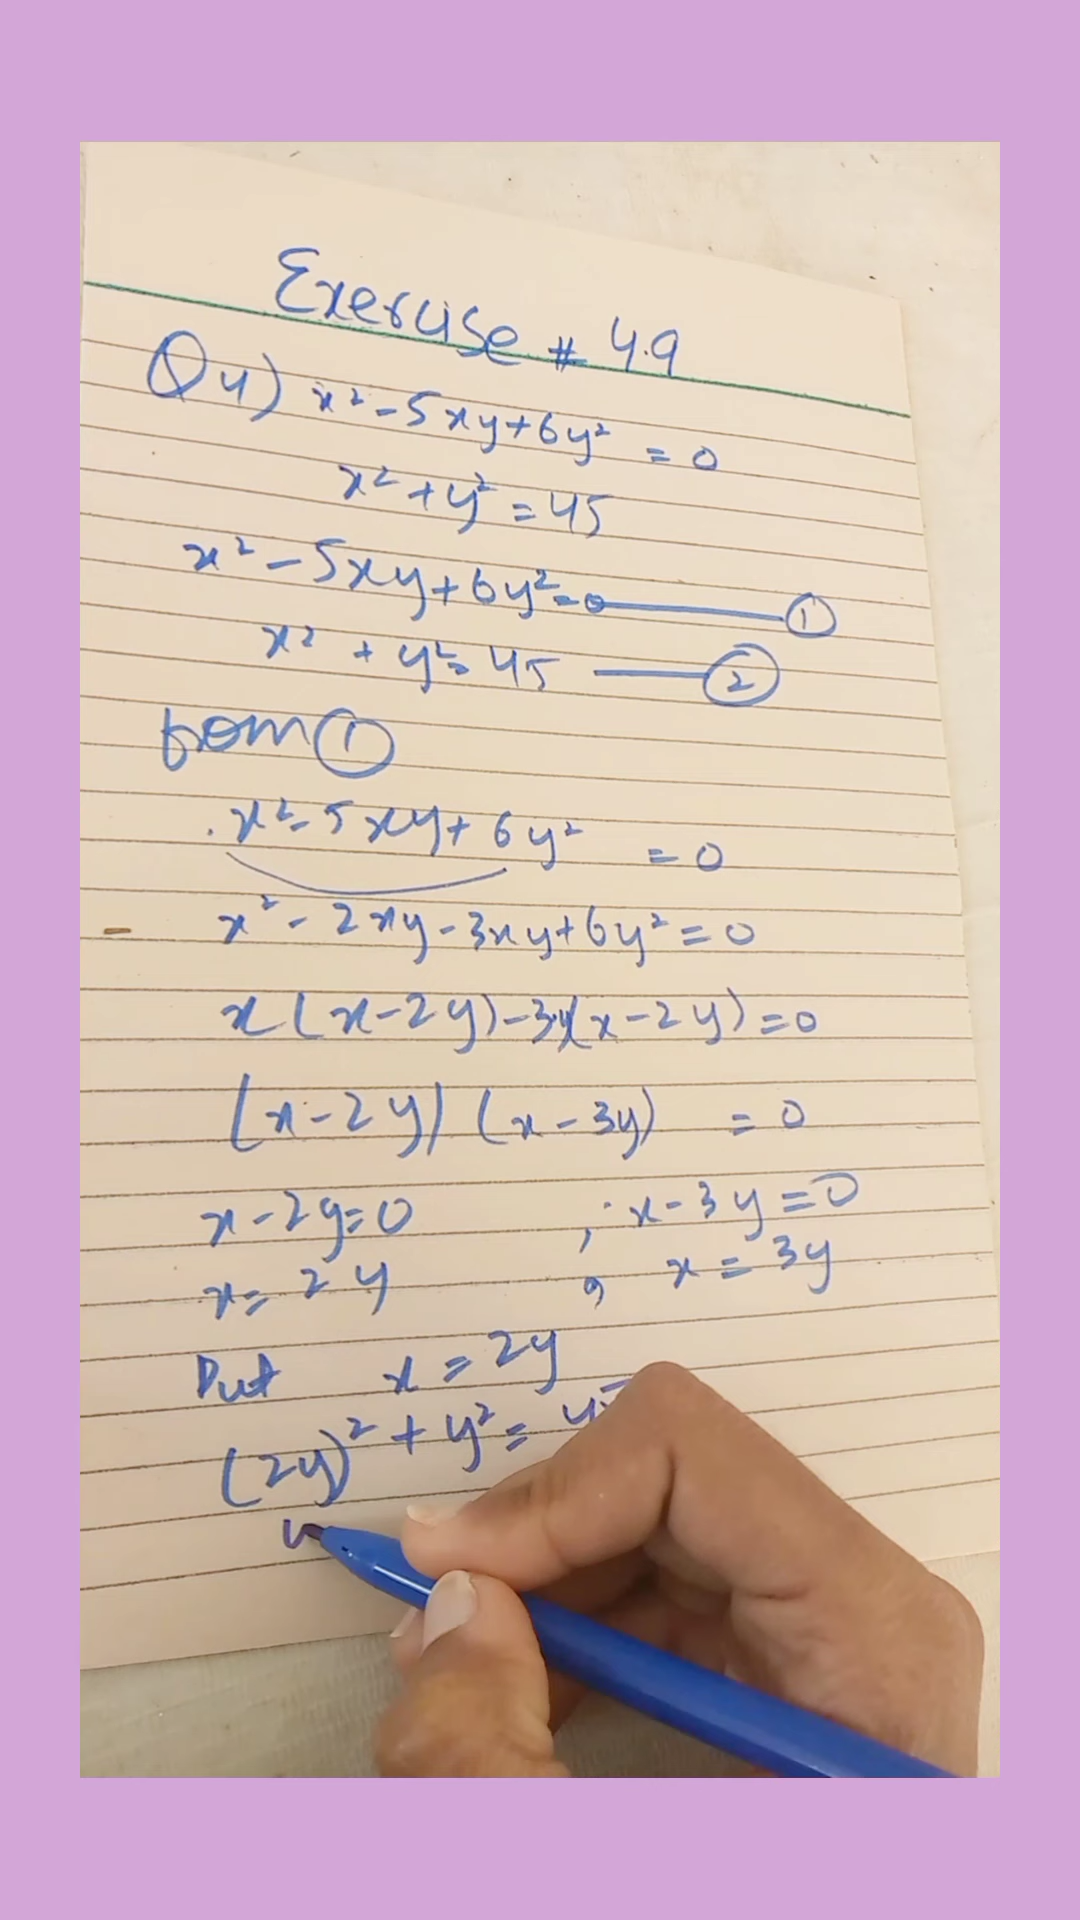 Exercise # 4.9
Q4) x² - 5xy + 6y² = 0
x² + y² = 45
x² - 5xy + 6y² = 0 ——— ①
x² + y² = 45 ——— ②
from ①
x² - 5xy + 6y² = 0
x² - 2xy - 3xy + 6y² = 0
x(x-2y) - 3y(x-2y) = 0
(x-2y) (x-3y) = 0
x-2y=0 , x-3y=0
x = 2y , x = 3y
Put x = 2y
(2y)² + y² = 45